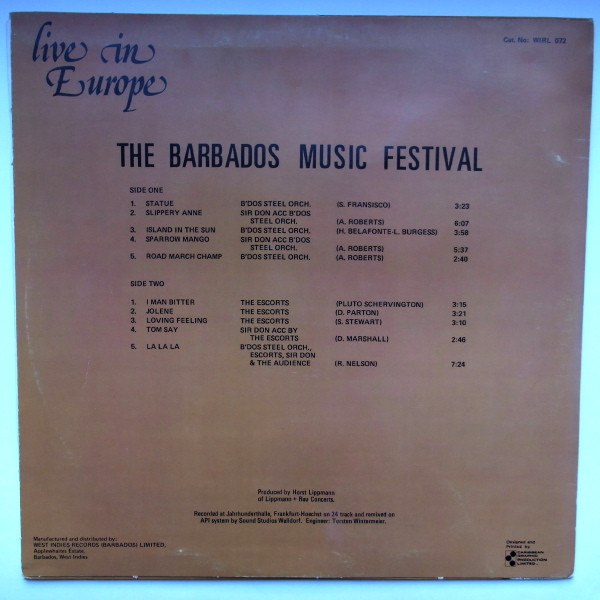 live in
Europe
Cat. No: WIRL 072
THE BARBADOS MUSIC FESTIVAL
SIDE ONE
1. STATUE B'DOS STEEL ORCH. (S. FRANSISCO) 3:23
2. SLIPPERY ANNE SIR DON ACC B'DOS
STEEL ORCH. (A. ROBERTS) 6:07
3. ISLAND IN THE SUN B'DOS STEEL ORCH. (H. BELAFONTE-L. BURGESS) 3:58
4. SPARROW MANGO SIR DON ACC B'DOS
STEEL ORCH. (A. ROBERTS) 5:37
5. ROAD MARCH CHAMP B'DOS STEEL ORCH. (A. ROBERTS) 2:40
SIDE TWO
1. I MAN BITTER THE ESCORTS (PLUTO SCHERVINGTON) 3:15
2. JOLENE THE ESCORTS (D. PARTON) 3:21
3. LOVING FEELING THE ESCORTS (S. STEWART) 3:10
4. TOM SAY SIR DON ACC BY
THE ESCORTS (D. MARSHALL) 2:46
5. LA LA LA B'DOS STEEL ORCH.,
ESCORTS, SIR DON
& THE AUDIENCE (R. NELSON) 7:24
Produced by Horst Lippmann
of Lippmann + Rau Concerts.
Recorded at Jahrhunderthalle, Frankfurt-Hoechst on 24 track and remixed on
API system by Sound Studios Walldorf. Engineer: Torsten Wintermeier.
Manufactured and distributed by:
WEST INDIES RECORDS (BARBADOS) LIMITED,
Applewhaites Estate,
Barbados, West Indies.
Designed and
Printed by
CARIBBEAN
GRAPHIC
PRODUCTION
LIMITED